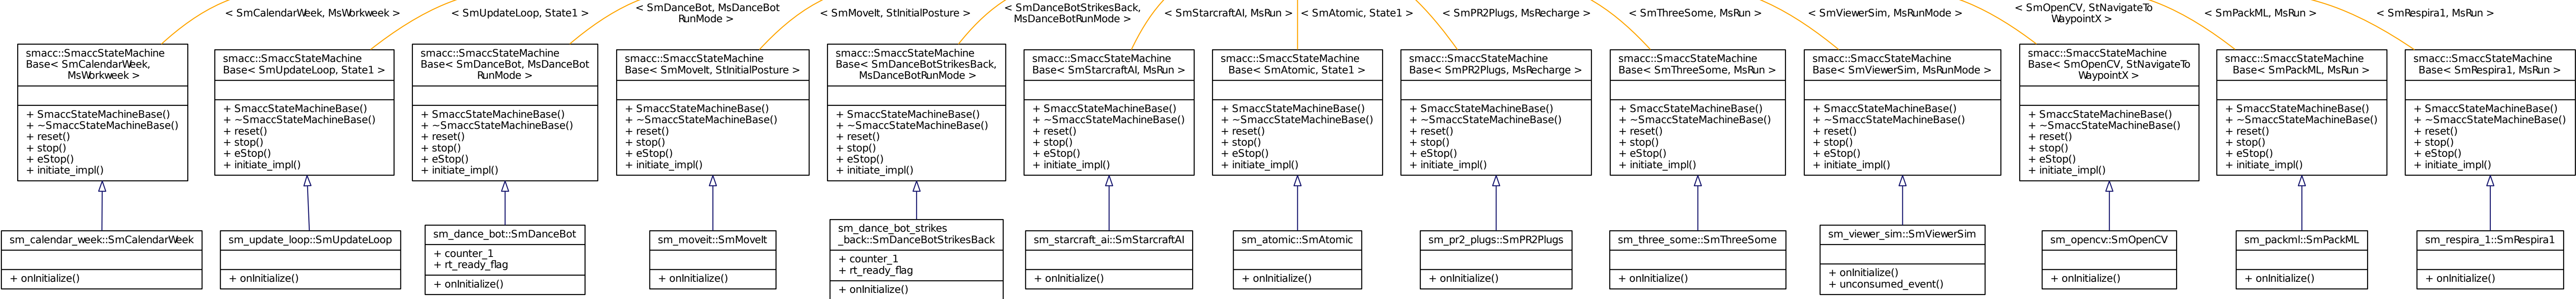 < SmCalendarWeek, MsWorkweek >
< SmUpdateLoop, State1 >
< SmDanceBot, MsDanceBot
RunMode >
< SmMoveIt, StInitialPosture >
< SmDanceBotStrikesBack,
MsDanceBotRunMode >
< SmStarcraftAI, MsRun >
< SmAtomic, State1 >
< SmPR2Plugs, MsRecharge >
< SmThreeSome, MsRun >
< SmViewerSim, MsRunMode >
< SmOpenCV, StNavigateTo
WaypointX >
< SmPackML, MsRun >
< SmRespira1, MsRun >
smacc::SmaccStateMachine
Base< SmCalendarWeek,
MsWorkweek >
+ SmaccStateMachineBase()
+ ~SmaccStateMachineBase()
+ reset()
+ stop()
+ eStop()
+ initiate_impl()
smacc::SmaccStateMachine
Base< SmUpdateLoop, State1 >
+ SmaccStateMachineBase()
+ ~SmaccStateMachineBase()
+ reset()
+ stop()
+ eStop()
+ initiate_impl()
smacc::SmaccStateMachine
Base< SmDanceBot, MsDanceBot
RunMode >
+ SmaccStateMachineBase()
+ ~SmaccStateMachineBase()
+ reset()
+ stop()
+ eStop()
+ initiate_impl()
smacc::SmaccStateMachine
Base< SmMoveIt, StInitialPosture >
+ SmaccStateMachineBase()
+ ~SmaccStateMachineBase()
+ reset()
+ stop()
+ eStop()
+ initiate_impl()
smacc::SmaccStateMachine
Base< SmDanceBotStrikesBack,
MsDanceBotRunMode >
+ SmaccStateMachineBase()
+ ~SmaccStateMachineBase()
+ reset()
+ stop()
+ eStop()
+ initiate_impl()
smacc::SmaccStateMachine
Base< SmStarcraftAI, MsRun >
+ SmaccStateMachineBase()
+ ~SmaccStateMachineBase()
+ reset()
+ stop()
+ eStop()
+ initiate_impl()
smacc::SmaccStateMachine
Base< SmAtomic, State1 >
+ SmaccStateMachineBase()
+ ~SmaccStateMachineBase()
+ reset()
+ stop()
+ eStop()
+ initiate_impl()
smacc::SmaccStateMachine
Base< SmPR2Plugs, MsRecharge >
+ SmaccStateMachineBase()
+ ~SmaccStateMachineBase()
+ reset()
+ stop()
+ eStop()
+ initiate_impl()
smacc::SmaccStateMachine
Base< SmThreeSome, MsRun >
+ SmaccStateMachineBase()
+ ~SmaccStateMachineBase()
+ reset()
+ stop()
+ eStop()
+ initiate_impl()
smacc::SmaccStateMachine
Base< SmViewerSim, MsRunMode >
+ SmaccStateMachineBase()
+ ~SmaccStateMachineBase()
+ reset()
+ stop()
+ eStop()
+ initiate_impl()
smacc::SmaccStateMachine
Base< SmOpenCV, StNavigateTo
WaypointX >
+ SmaccStateMachineBase()
+ ~SmaccStateMachineBase()
+ reset()
+ stop()
+ eStop()
+ initiate_impl()
smacc::SmaccStateMachine
Base< SmPackML, MsRun >
+ SmaccStateMachineBase()
+ ~SmaccStateMachineBase()
+ reset()
+ stop()
+ eStop()
+ initiate_impl()
smacc::SmaccStateMachine
Base< SmRespira1, MsRun >
+ SmaccStateMachineBase()
+ ~SmaccStateMachineBase()
+ reset()
+ stop()
+ eStop()
+ initiate_impl()
sm_calendar_week::SmCalendarWeek
+ onInitialize()
sm_update_loop::SmUpdateLoop
+ onInitialize()
sm_dance_bot::SmDanceBot
+ counter_1
+ rt_ready_flag
+ onInitialize()
sm_moveit::SmMoveIt
+ onInitialize()
sm_dance_bot_strikes
_back::SmDanceBotStrikesBack
+ counter_1
+ rt_ready_flag
+ onInitialize()
sm_starcraft_ai::SmStarcraftAI
+ onInitialize()
sm_atomic::SmAtomic
+ onInitialize()
sm_pr2_plugs::SmPR2Plugs
+ onInitialize()
sm_three_some::SmThreeSome
+ onInitialize()
sm_viewer_sim::SmViewerSim
+ onInitialize()
+ unconsumed_event()
sm_opencv::SmOpenCV
+ onInitialize()
sm_packml::SmPackML
+ onInitialize()
sm_respira_1::SmRespira1
+ onInitialize()